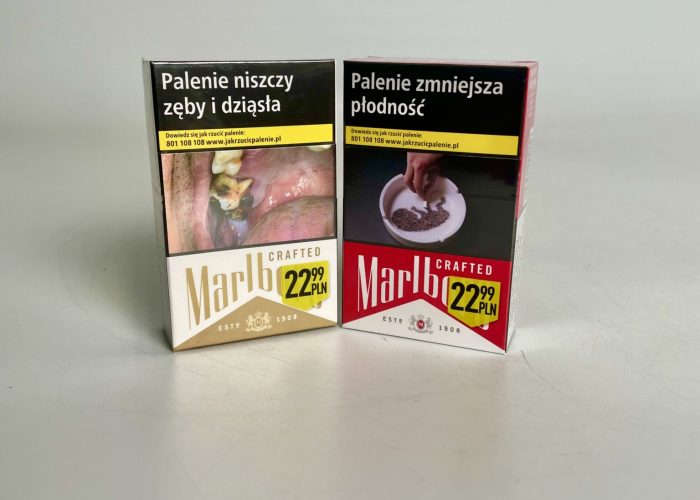 Palenie niszczy
zęby i dziąsła
Dowiedz się jak rzucić palenie:
801 108 108 www.jakrzucicpalenie.pl
CRAFTED
22 99 PLN
ESTD 1908
Palenie zmniejsza
płodność
Dowiedz się jak rzucić palenie:
801 108 108 www.jakrzucicpalenie.pl
CRAFTED
22 99 PLN
ESTD 1908